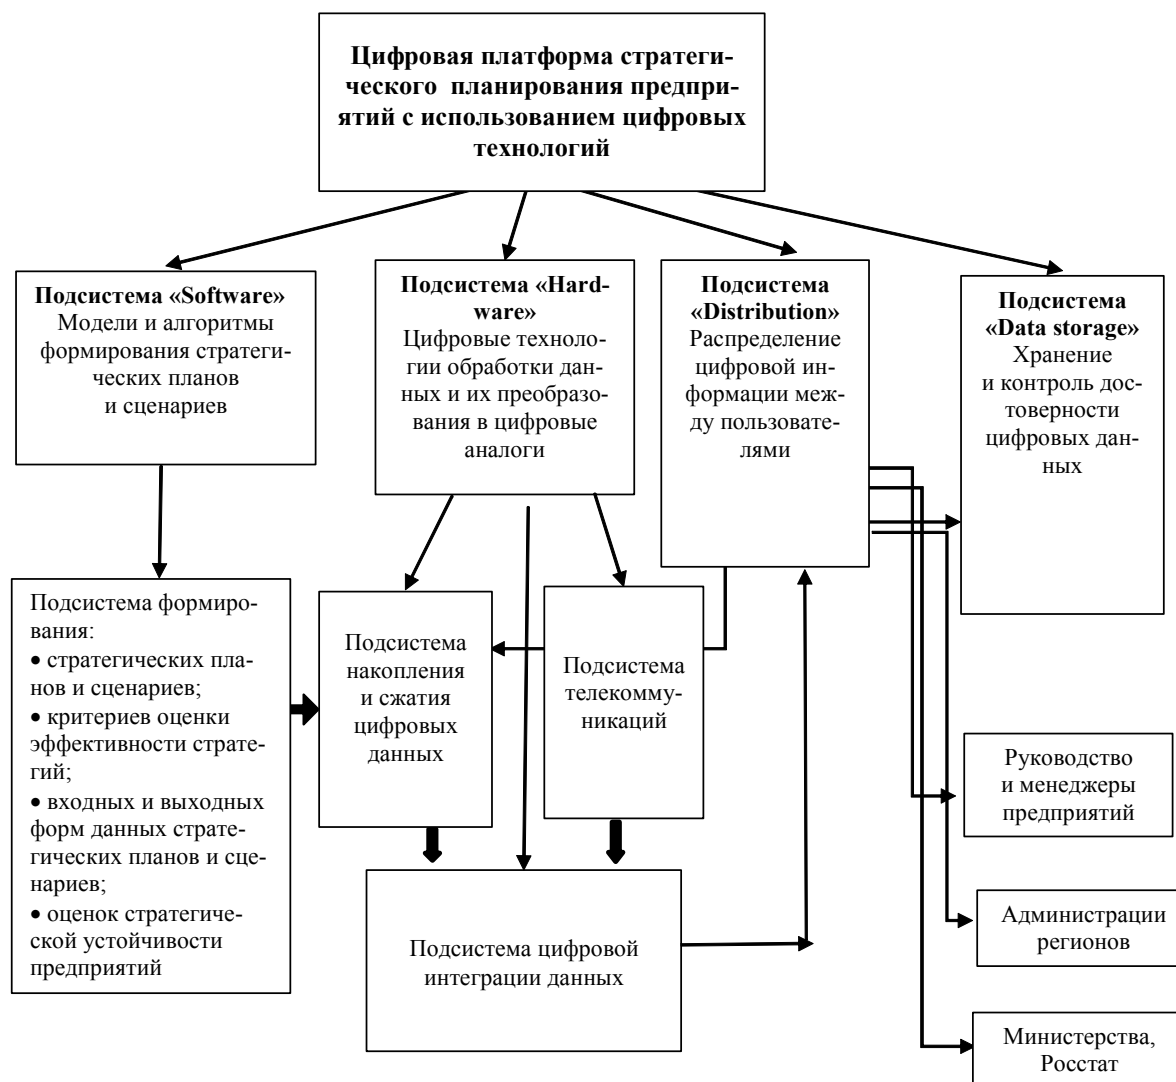 Цифровая платформа стратеги-
ческого планирования предпри-
ятий с использованием цифровых
технологий
Подсистема «Software»
Модели и алгоритмы
формирования стратеги-
ческих планов
и сценариев
Подсистема «Hard-
ware»
Цифровые техноло-
гии обработки дан-
ных и их преобразо-
вания в цифровые
аналоги
Подсистема
«Distribution»
Распределение
цифровой ин-
формации меж-
ду пользовате-
лями
Подсистема
«Data storage»
Хранение
и контроль дос-
товерности
цифровых дан-
ных
Подсистема формиро-
вания:
• стратегических пла-
нов и сценариев;
• критериев оценки
эффективности страте-
гий;
• входных и выходных
форм данных страте-
гических планов и сце-
нариев;
• оценок стратегиче-
ской устойчивости
предприятий
Подсистема
накопления
и сжатия
цифровых
данных
Подсистема
телекомму-
никаций
Подсистема цифровой
интеграции данных
Руководство
и менеджеры
предприятий
Администрации
регионов
Министерства,
Росстат